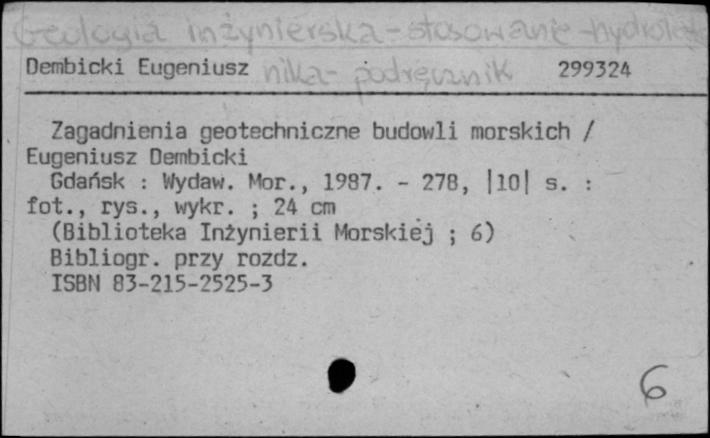 Geologia inżynierska - stosowanie - hydrotech
Dembicki Eugeniusz nika - podręcznik 299324
Zagadnienia geotechniczne budowli morskich /
Eugeniusz Dembicki
Gdańsk : Wydaw. Mor., 1987. - 278, |10| s. :
fot., rys., wykr. ; 24 cm
(Biblioteka Inżynierii Morskiej ; 6)
Bibliogr. przy rozdz.
ISBN 83-215-2525-3
6